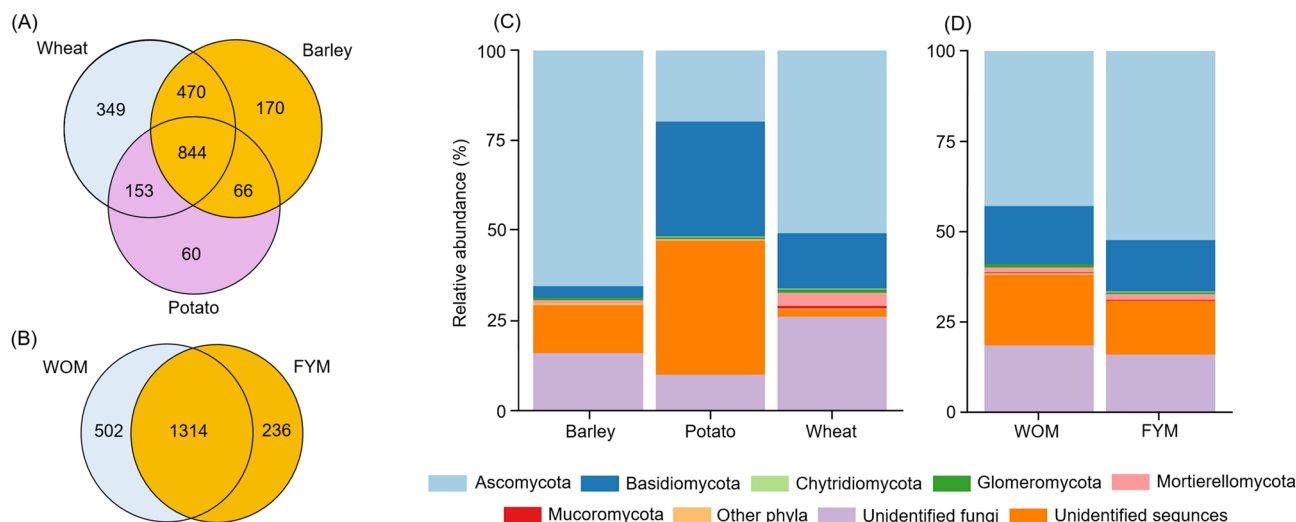 (A)
Wheat
Barley
349
470
170
844
153
66
60
Potato
(B)
WOM
FYM
502
1314
236
(C)
Relative abundance (%)
100
75
50
25
0
Barley Potato Wheat
(D)
100
75
50
25
0
WOM FYM
Ascomycota Basidiomycota Chytridiomycota Glomeromycota Mortierellomycota
Mucoromycota Other phyla Unidentified fungi Unidentified sequnces